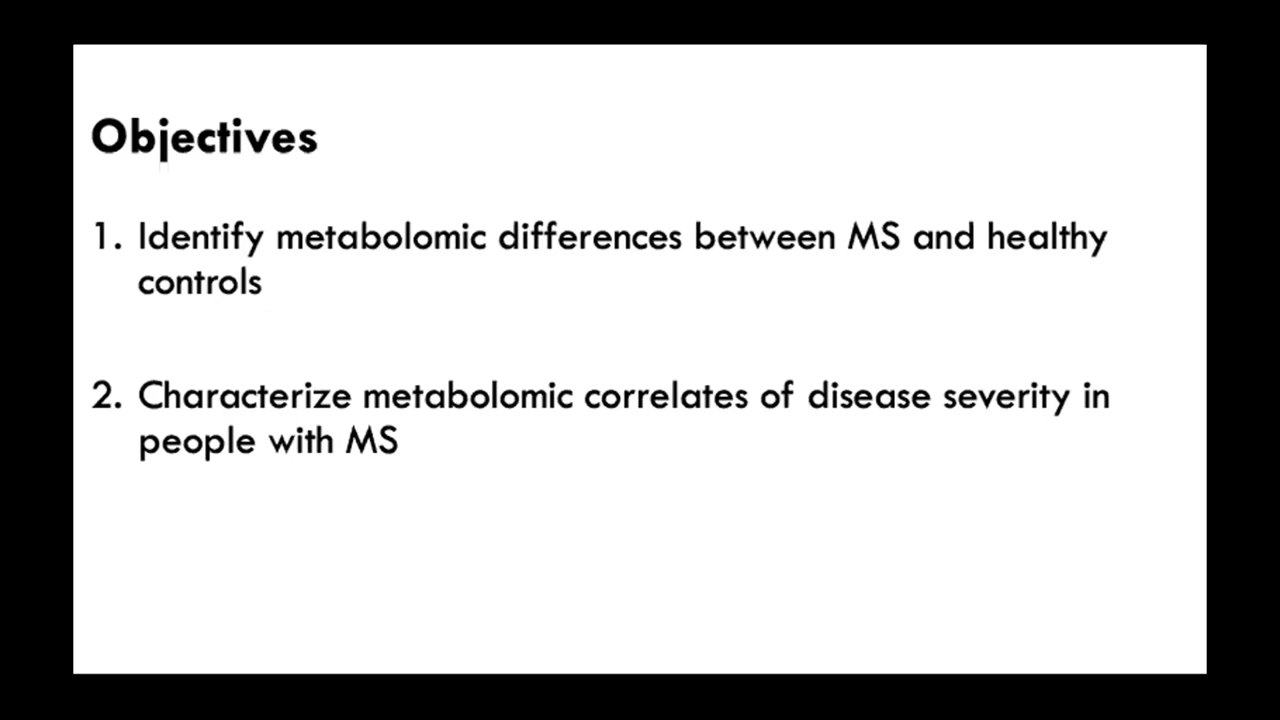 Objectives
1. Identify metabolomic differences between MS and healthy
controls
2. Characterize metabolomic correlates of disease severity in
people with MS